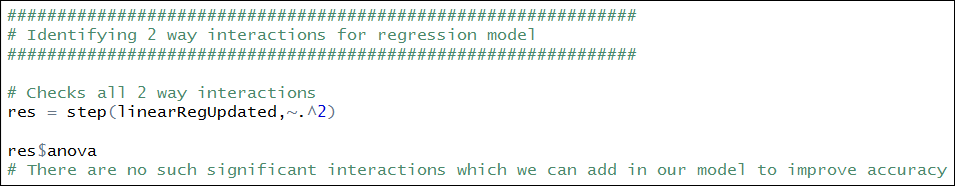 ###############################################################
# Identifying 2 way interactions for regression model
###############################################################
# Checks all 2 way interactions
res = step(linearRegUpdated,~.^2)
res$anova
# There are no such significant interactions which we can add in our model to improve accuracy